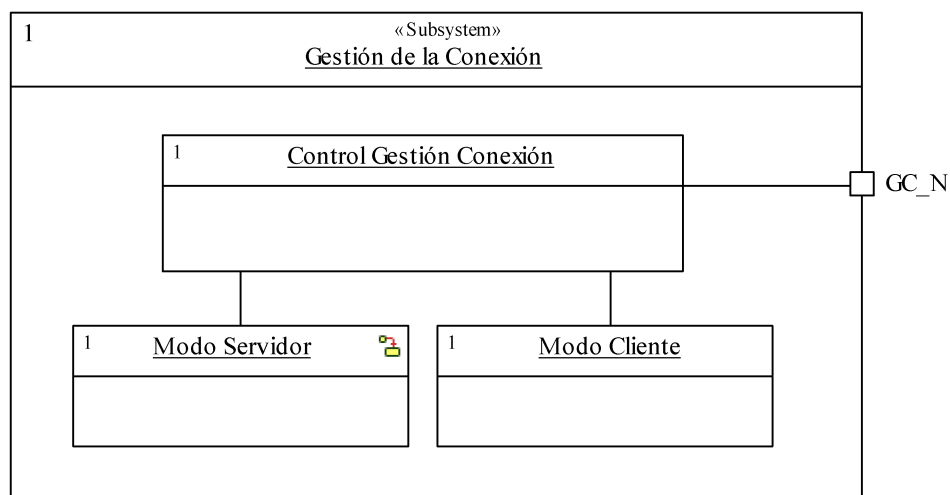 1
«Subsystem»
Gestión de la Conexión
1
Control Gestión Conexión
GC_N
1
Modo Servidor
1
Modo Cliente